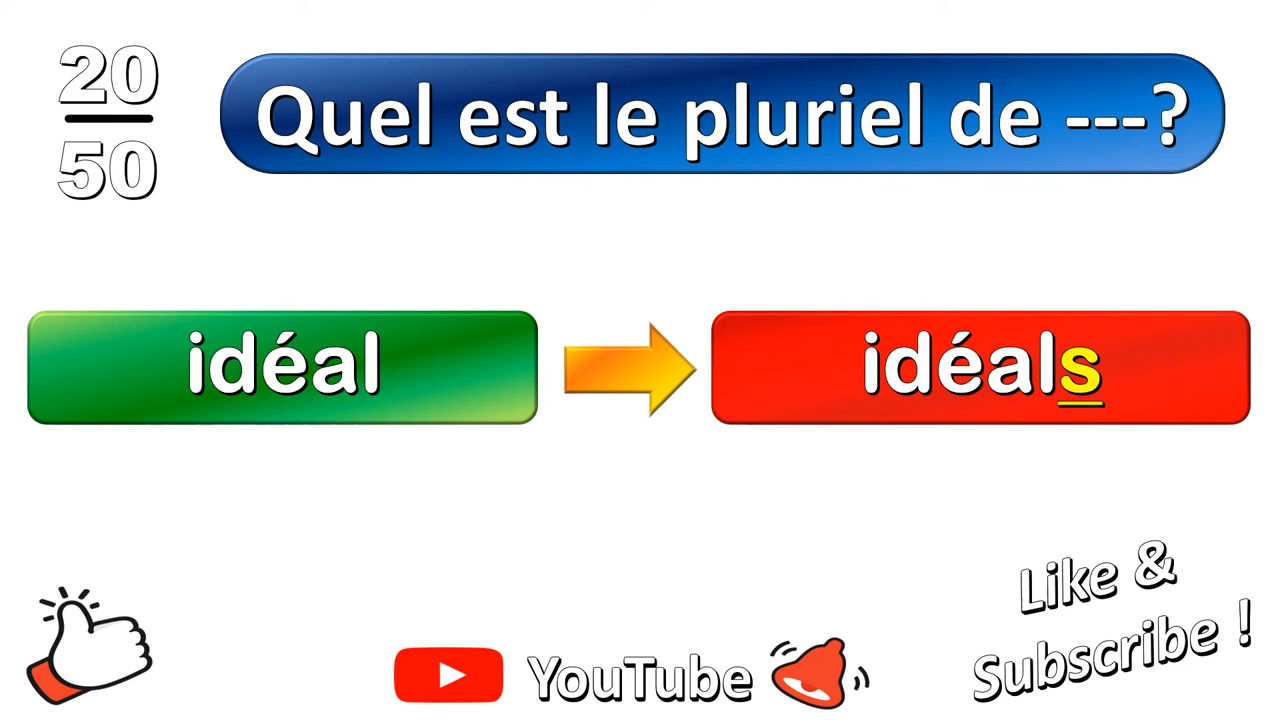 20
50
Quel est le pluriel de ---?
idéal
idéals
Like &
Subscribe !
YouTube